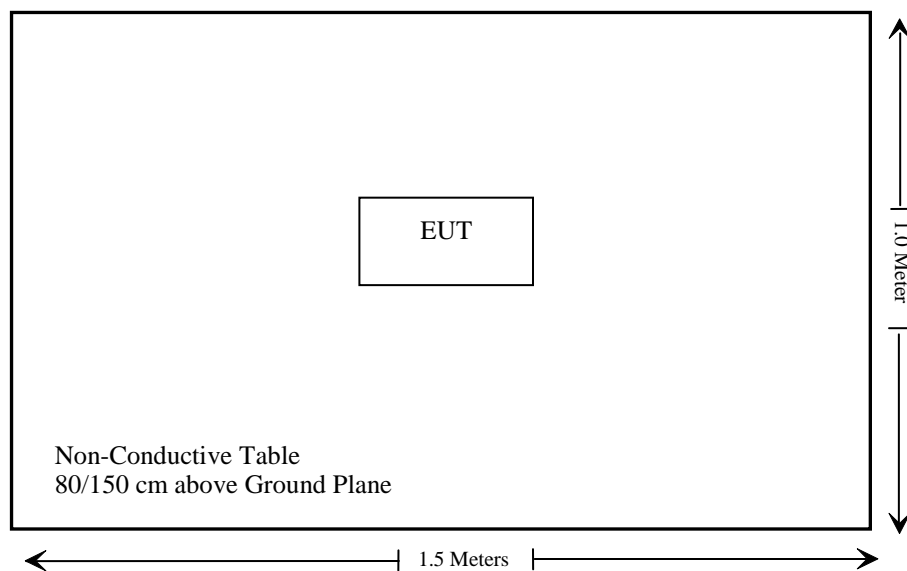 EUT
1.0 Meter
Non-Conductive Table
80/150 cm above Ground Plane
1.5 Meters